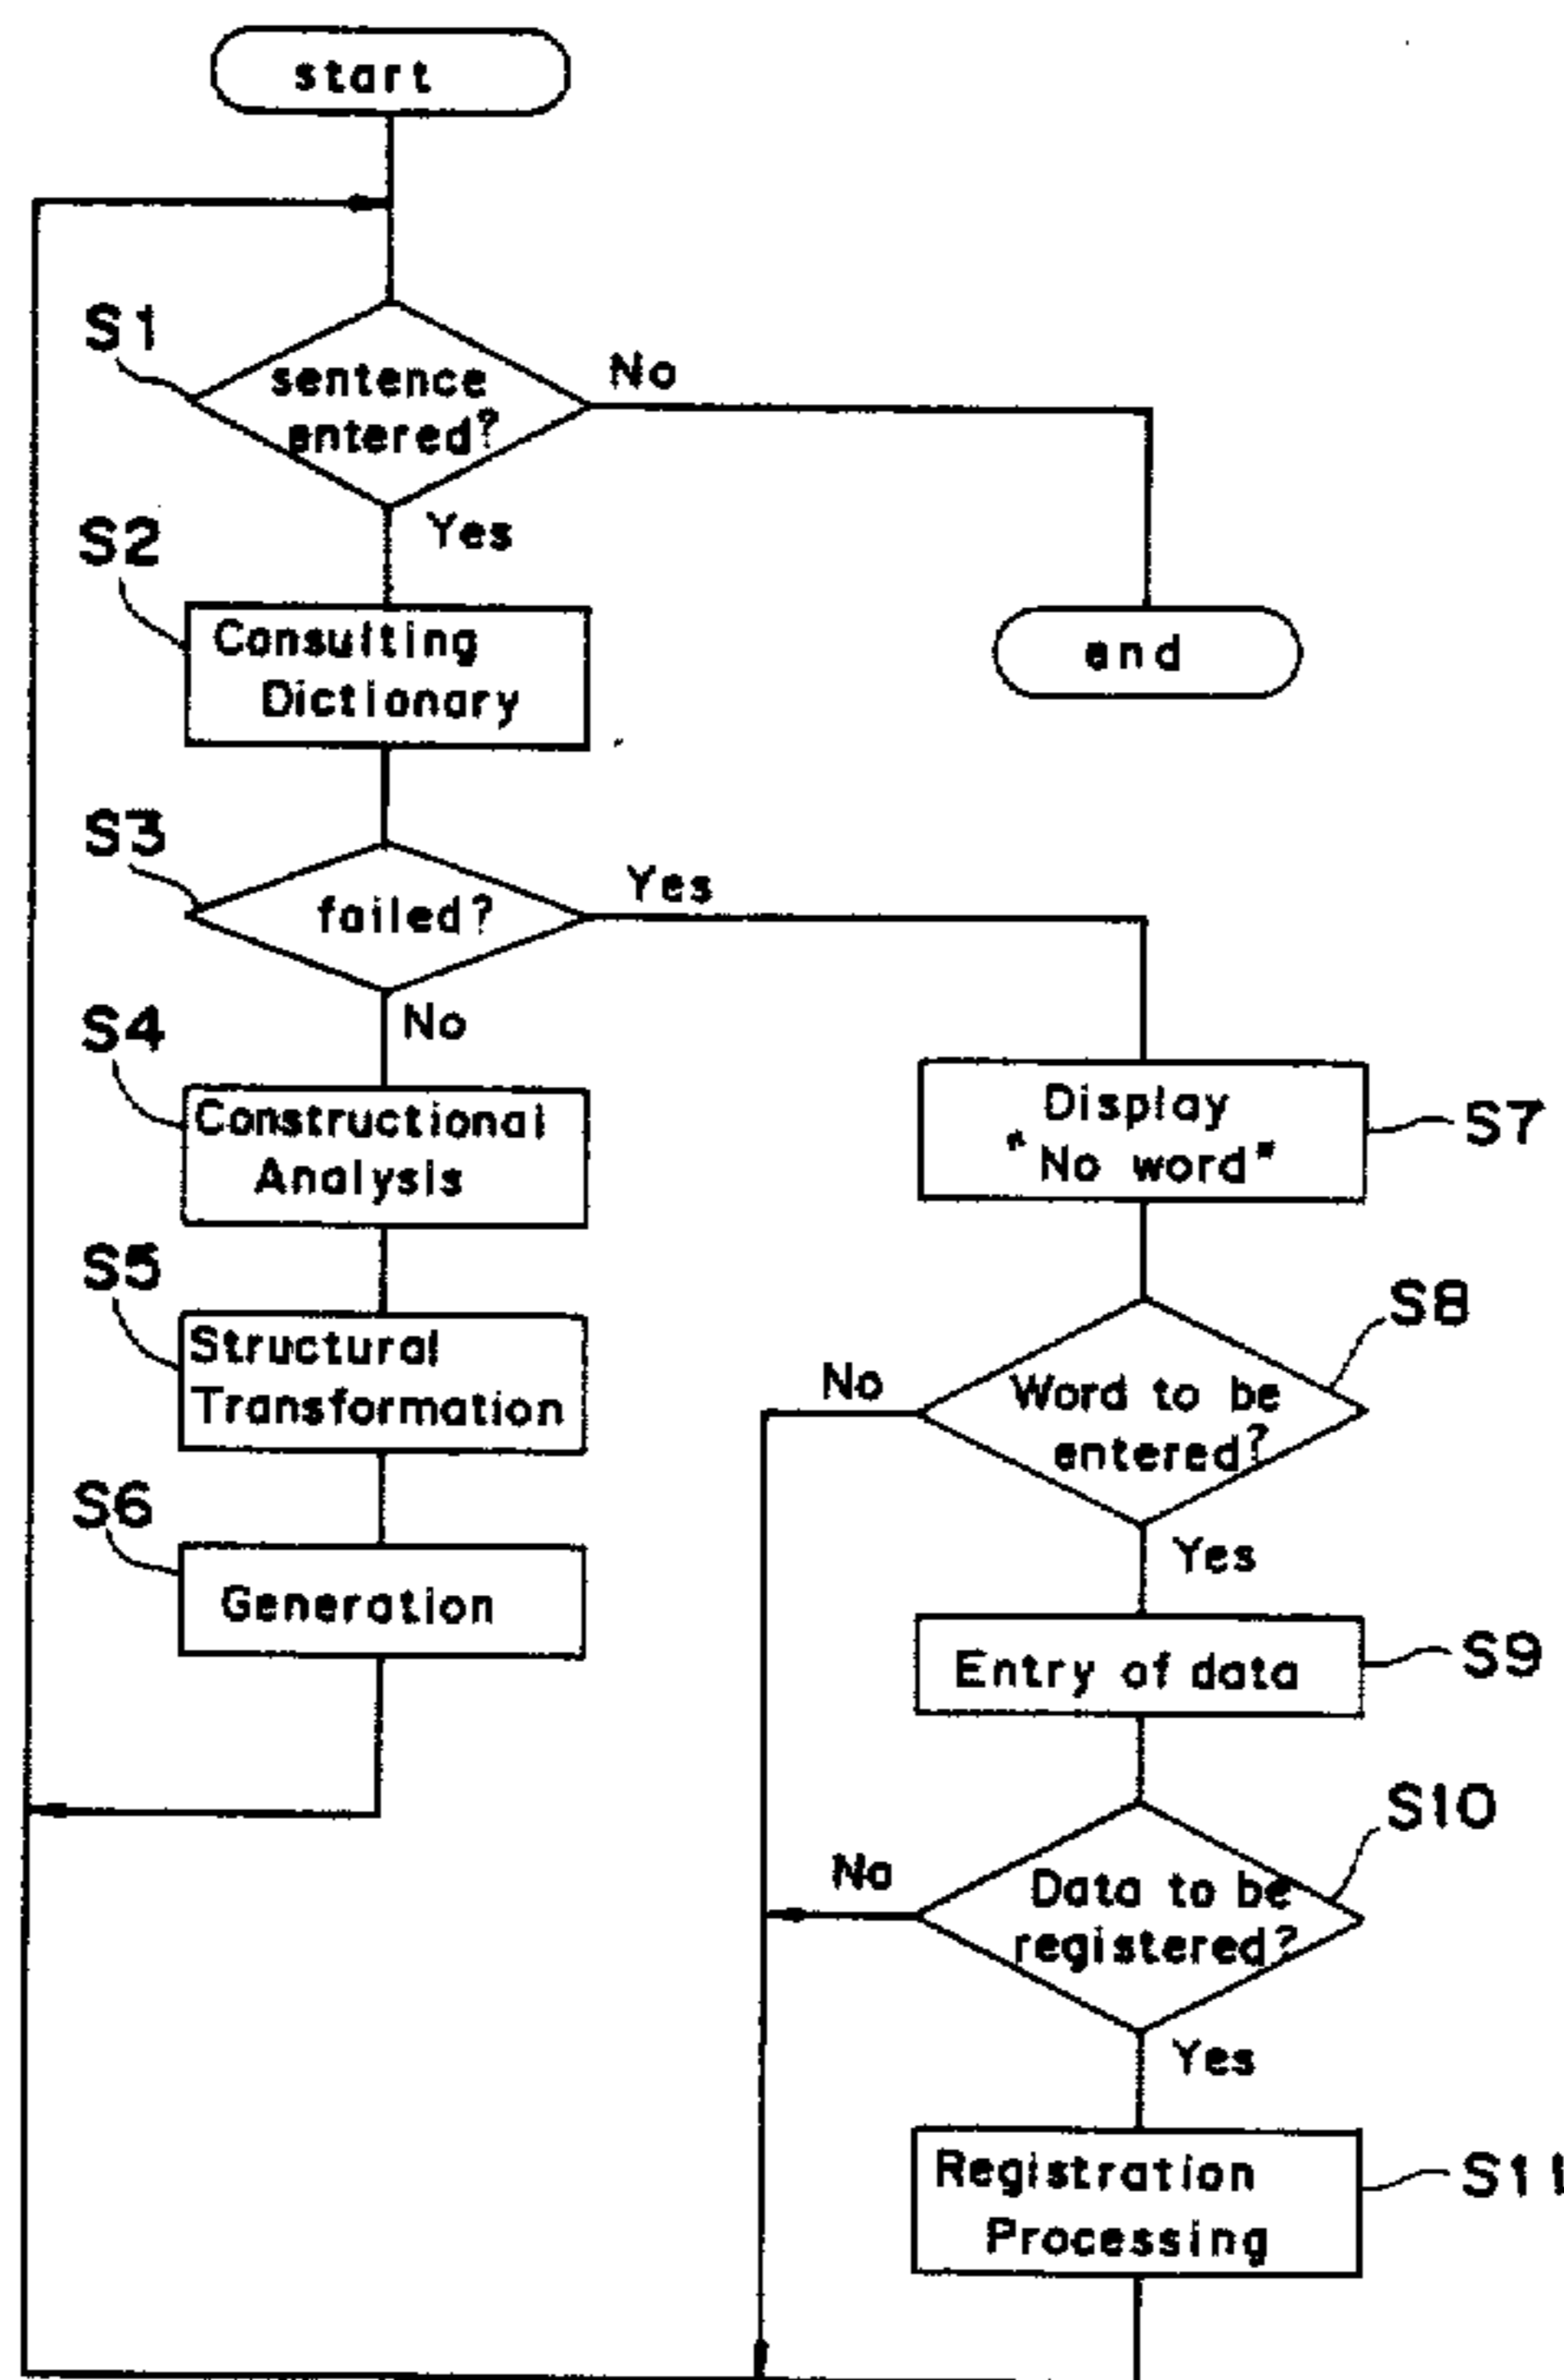 start
S1
sentence
entered?
No
Yes
S2
Consulting
Dictionary
end
S3
failed?
Yes
No
S4
Constructional
Analysis
S5
Structural
Transformation
S6
Generation
Display
"No word"
S7
S8
Word to be
entered?
No
Yes
Entry of data
S9
S10
Data to be
registered?
No
Yes
Registration
Processing
S11